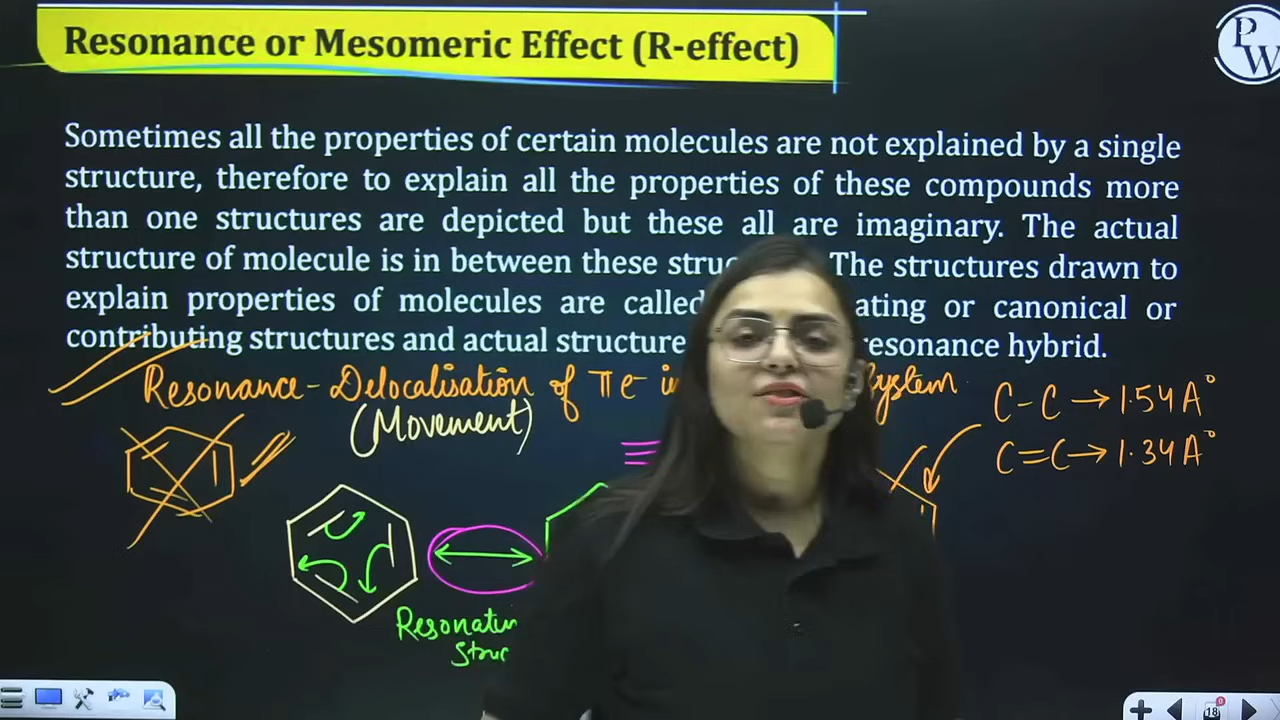 Resonance or Mesomeric Effect (R-effect)
PW
Sometimes all the properties of certain molecules are not explained by a single
structure, therefore to explain all the properties of these compounds more
than one structures are depicted but these all are imaginary. The actual
structure of molecule is in between these struc The structures drawn to
explain properties of molecules are called ating or canonical or
contributing structures and actual structure resonance hybrid.
Resonance - Delocalisation of πe⁻ in System
(Movement)
C-C → 1.54A°
C=C → 1.34A°
Resonatin
Struc
18